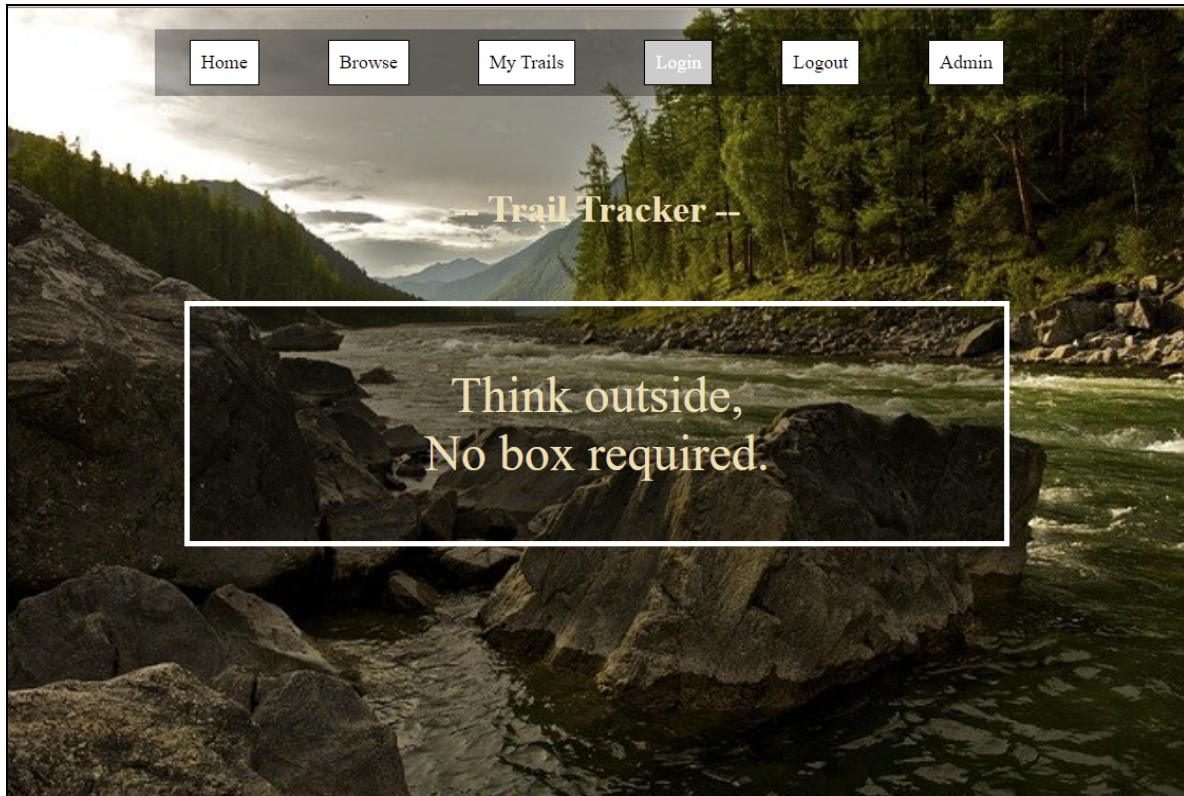 Home Browse My Trails Login Logout Admin
-- Trail Tracker --
Think outside,
No box required.